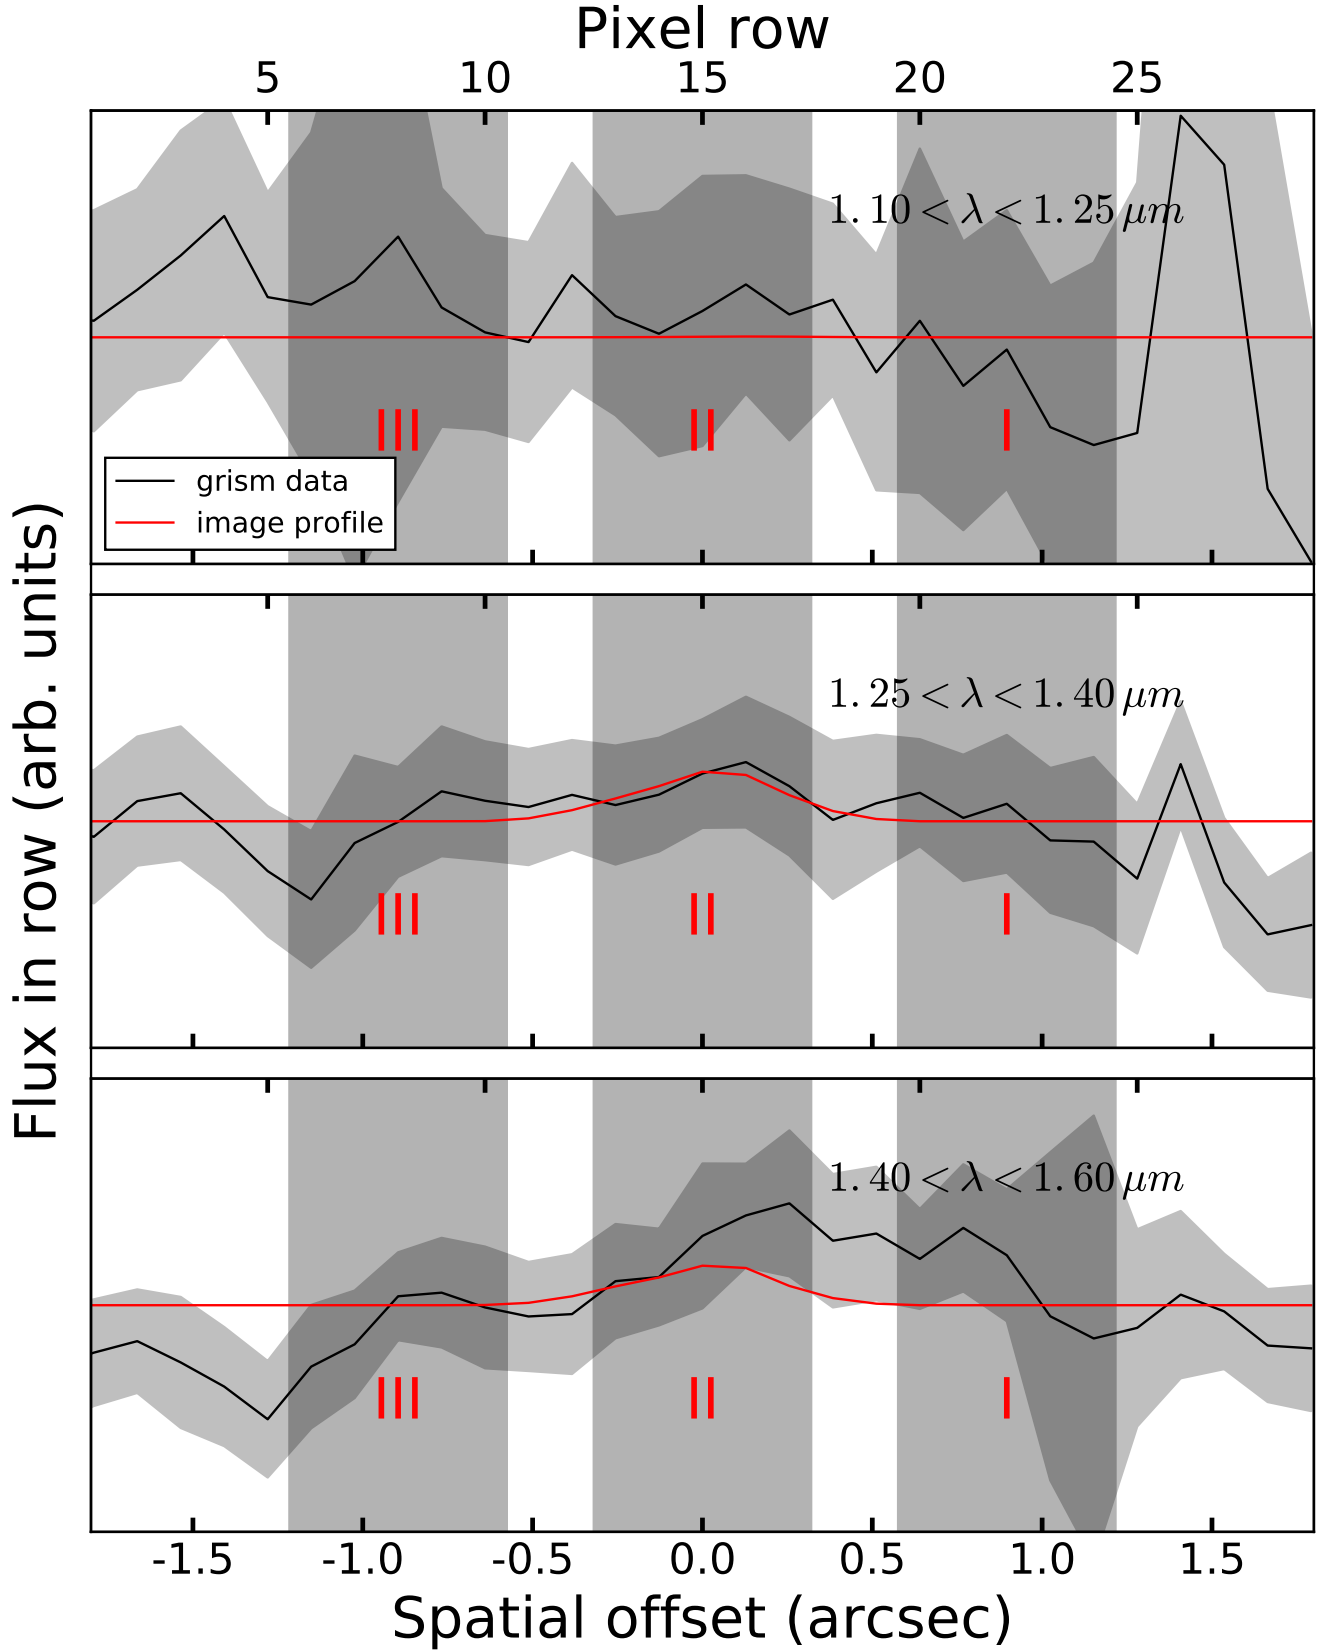 Pixel row
5 10 15 20 25
1.10 < λ < 1.25 μm
III II I
grism data
image profile
Flux in row (arb. units)
1.25 < λ < 1.40 μm
III II I
1.40 < λ < 1.60 μm
III II I
-1.5 -1.0 -0.5 0.0 0.5 1.0 1.5
Spatial offset (arcsec)